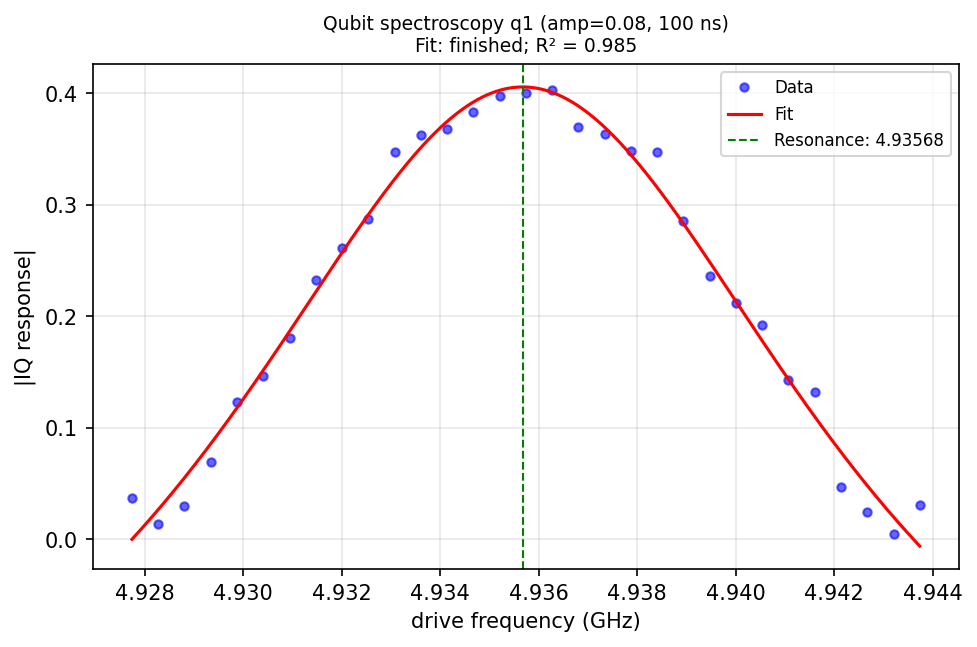 Qubit spectroscopy q1 (amp=0.08, 100 ns)
Fit: finished; R² = 0.985
Data
Fit
Resonance: 4.93568
|IQ response|
0.4
0.3
0.2
0.1
0.0
4.928 4.930 4.932 4.934 4.936 4.938 4.940 4.942 4.944
drive frequency (GHz)